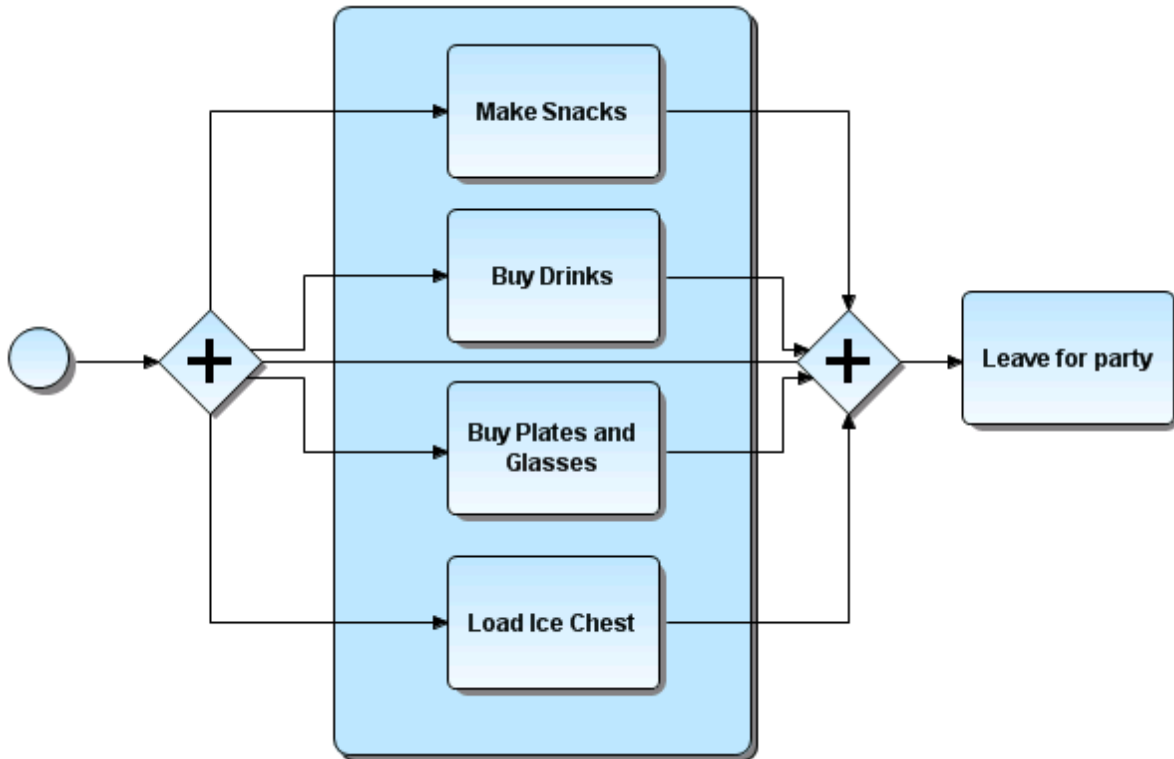 Make Snacks
Buy Drinks
Leave for party
Buy Plates and
Glasses
Load Ice Chest